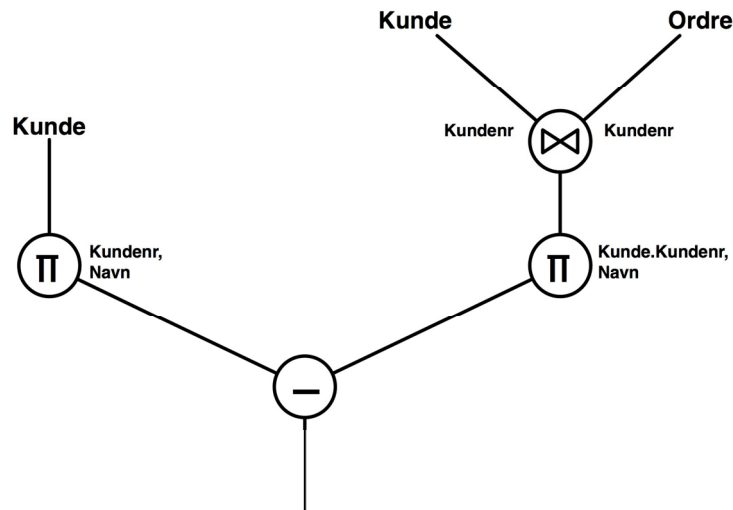 Kunde
Ordre
Kunde
Kundenr
⋈
Kundenr
Π
Kundenr,
Navn
Π
Kunde.Kundenr,
Navn
−